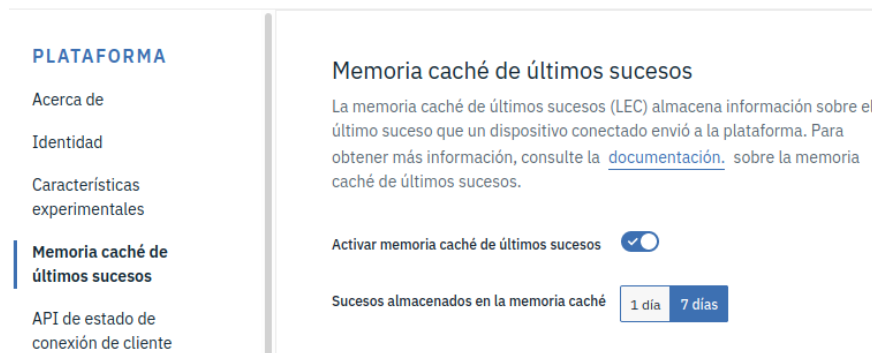 PLATAFORMA
Acerca de
Identidad
Características
experimentales
Memoria caché de
últimos sucesos
API de estado de
conexión de cliente
Memoria caché de últimos sucesos
La memoria caché de últimos sucesos (LEC) almacena información sobre el
último suceso que un dispositivo conectado envió a la plataforma. Para
obtener más información, consulte la documentación. sobre la memoria
caché de últimos sucesos.
Activar memoria caché de últimos sucesos
Sucesos almacenados en la memoria caché 1 día 7 días